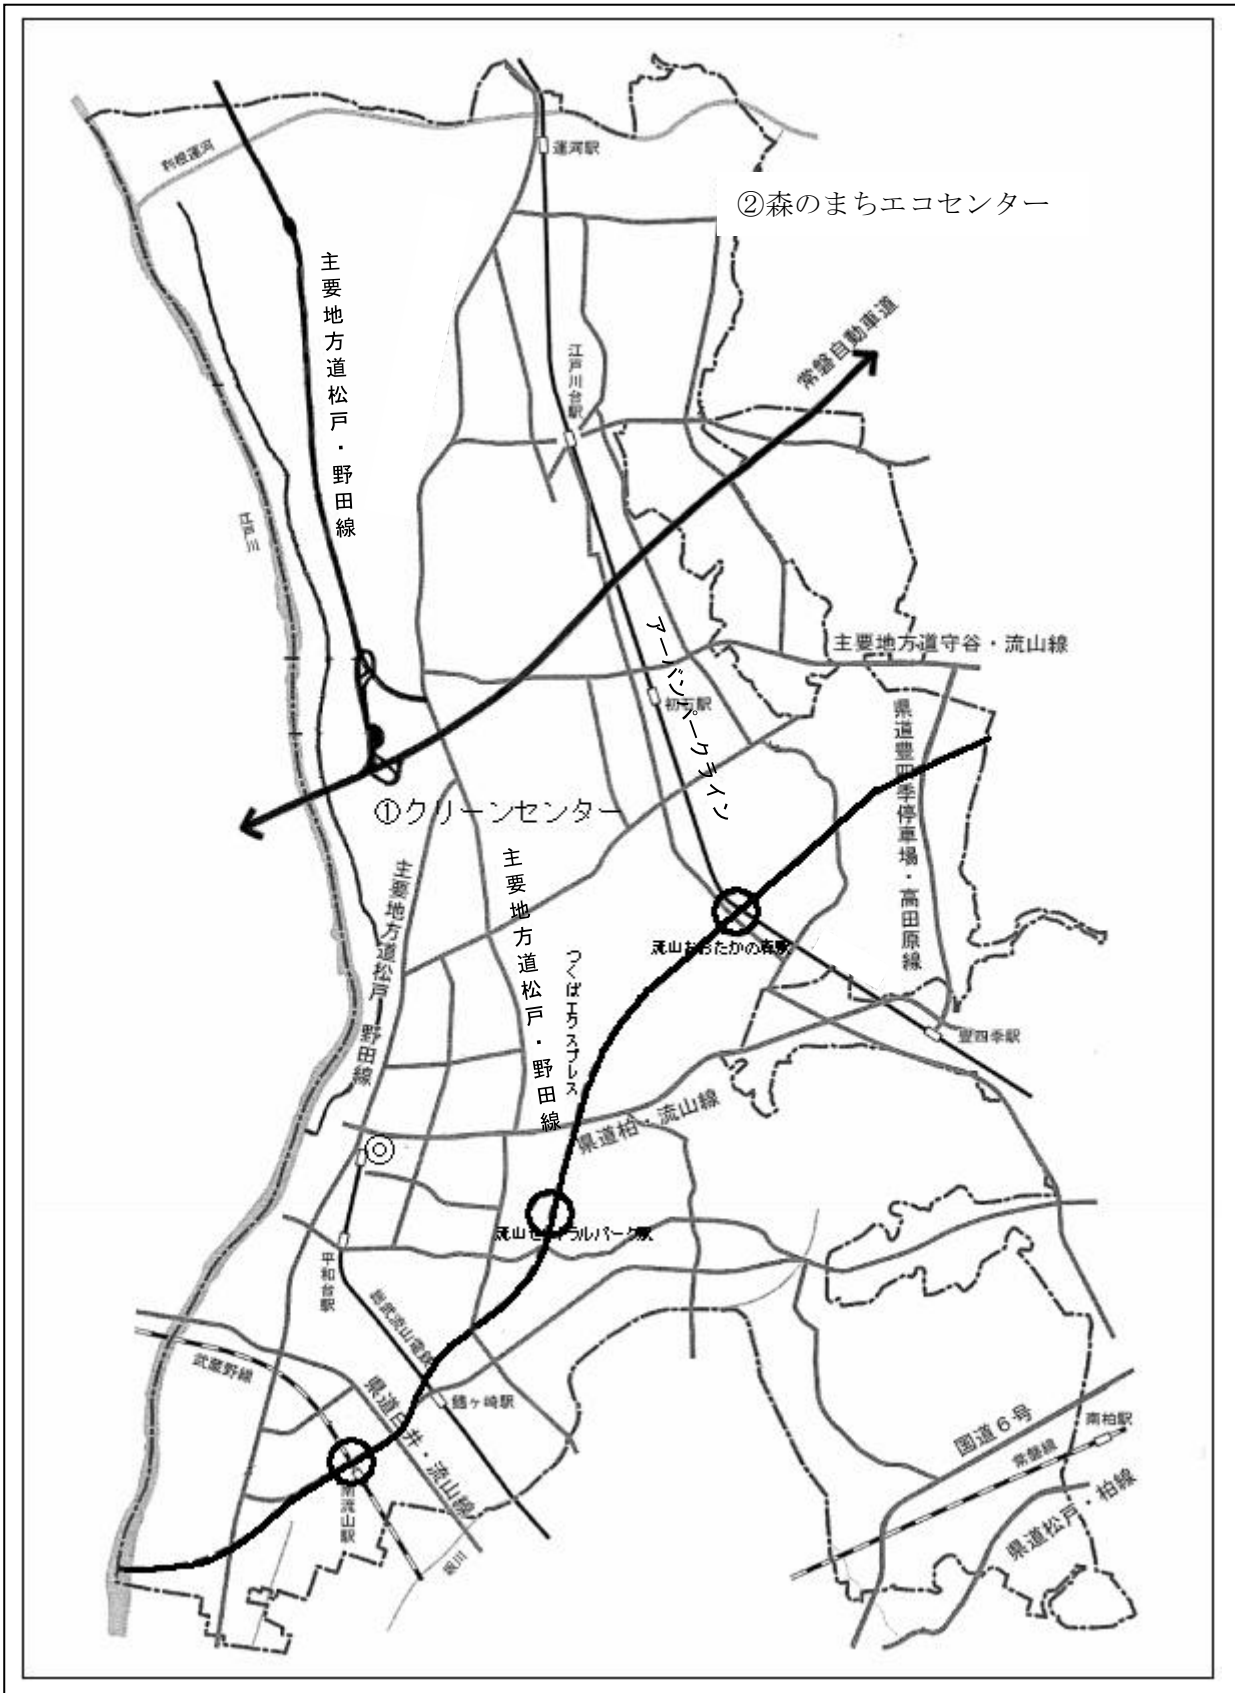 利根運河
運河駅
②森のまちエコセンター
主要地方道松戸・野田線
常磐自動車道
江戸川台駅
江戸川
アーバンパークライン
主要地方道守谷・流山線
初石駅
県道豊四季停車場・高田原線
①クリーンセンター
主要地方道松戸・野田線
主要地方道松戸 野田線
流山おおたかの森駅
つくばエクスプレス
豊四季駅
県道柏・流山線
流山セントラルパーク駅
平和台駅
総武流山電鉄
武蔵野線
県道白井・流山線
鰭ヶ崎駅
南流山駅
坂川
国道6号
南柏駅
常磐線
県道松戸・柏線